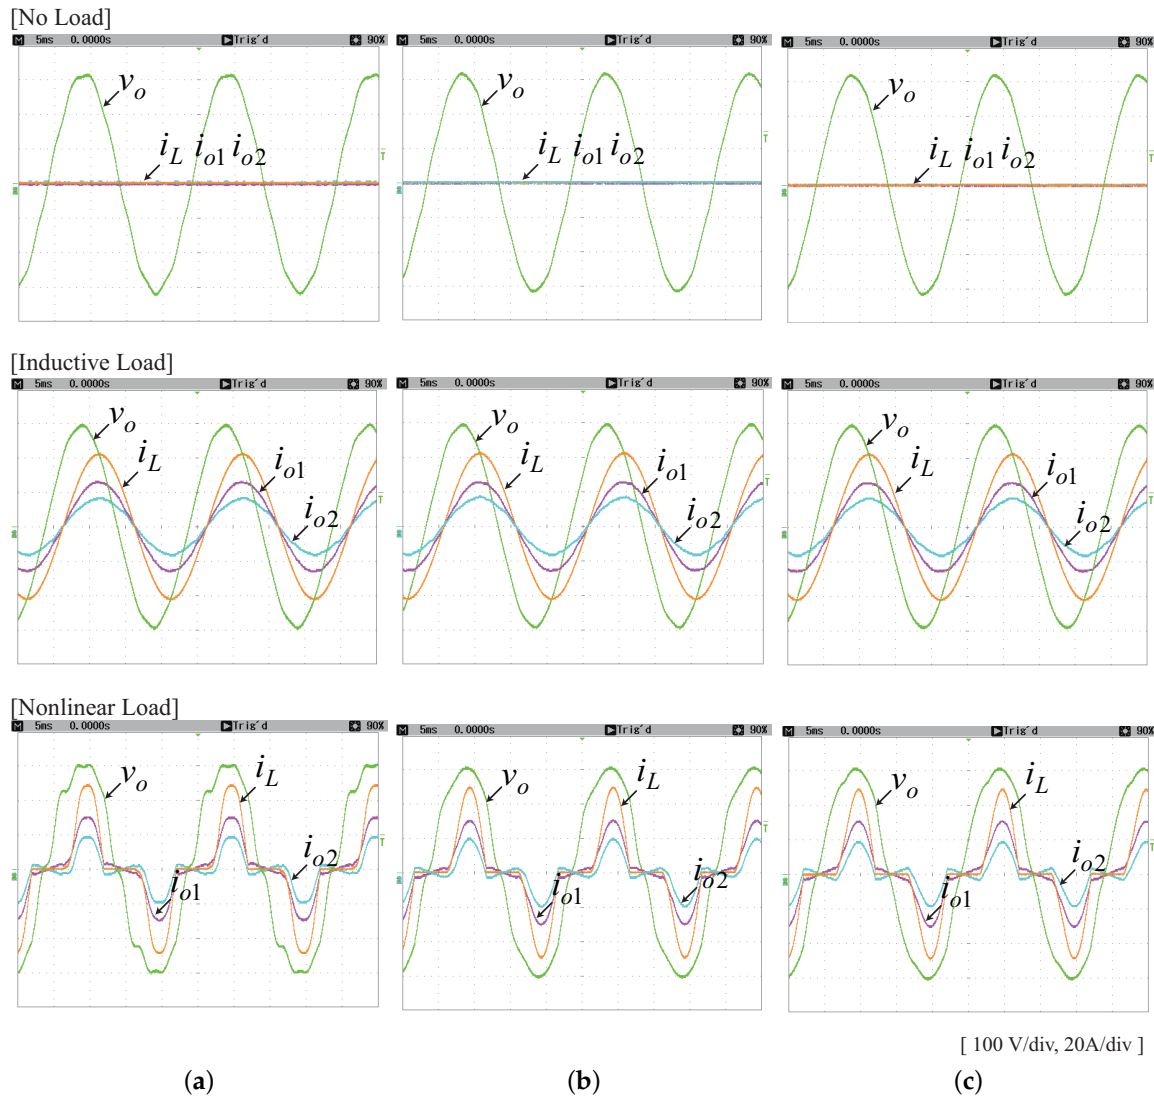 [No Load]
M 5ms 0.0000s Trig'd 90%
M 5ms 0.0000s Trig'd 90%
M 5ms 0.0000s Trig'd 90%
v_o
i_L i_o1 i_o2
T
v_o
i_L i_o1 i_o2
T
v_o
i_L i_o1 i_o2
T
[Inductive Load]
M 5ms 0.0000s Trig'd 90%
M 5ms 0.0000s Trig'd 90%
M 5ms 0.0000s Trig'd 90%
v_o
i_L
i_o1
i_o2
T
v_o
i_L
i_o1
i_o2
T
v_o
i_L
i_o1
i_o2
T
[Nonlinear Load]
M 5ms 0.0000s Trig'd 90%
M 5ms 0.0000s Trig'd 90%
M 5ms 0.0000s Trig'd 90%
v_o
i_L
i_o2
i_o1
T
v_o
i_L
i_o2
i_o1
T
v_o
i_L
i_o2
i_o1
T
[ 100 V/div, 20A/div ]
(a)
(b)
(c)